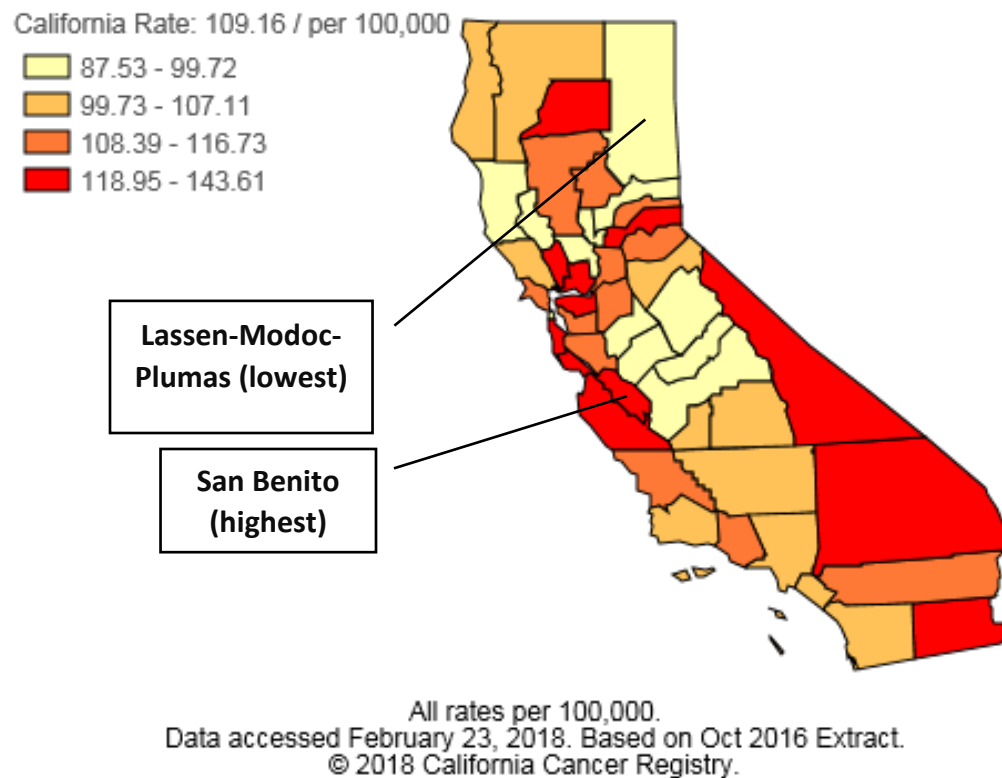 California Rate: 109.16 / per 100,000
87.53 - 99.72
99.73 - 107.11
108.39 - 116.73
118.95 - 143.61
Lassen-Modoc-
Plumas (lowest)
San Benito
(highest)
All rates per 100,000.
Data accessed February 23, 2018. Based on Oct 2016 Extract.
© 2018 California Cancer Registry.